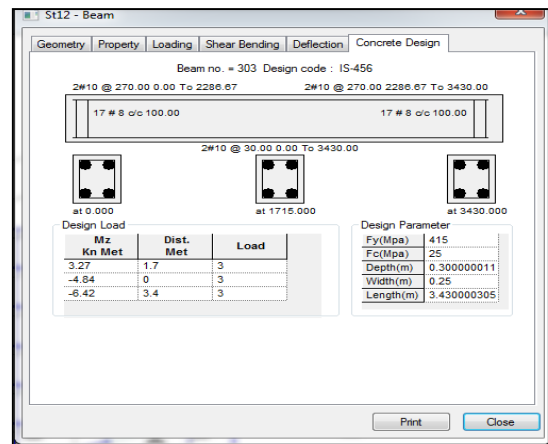 St12 - Beam
Geometry Property Loading Shear Bending Deflection Concrete Design
Beam no. = 303 Design code : IS-456
2#10 @ 270.00 0.00 To 2286.67 2#10 @ 270.00 2286.67 To 3430.00
17 # 8 c/c 100.00 17 # 8 c/c 100.00
2#10 @ 30.00 0.00 To 3430.00
at 0.000 at 1715.000 at 3430.000
Design Load
Mz Kn Met Dist. Met Load
3.27 1.7 3
-4.84 0 3
-6.42 3.4 3
Design Parameter
Fy(Mpa) 415
Fc(Mpa) 25
Depth(m) 0.300000011
Width(m) 0.25
Length(m) 3.430000305
Print Close